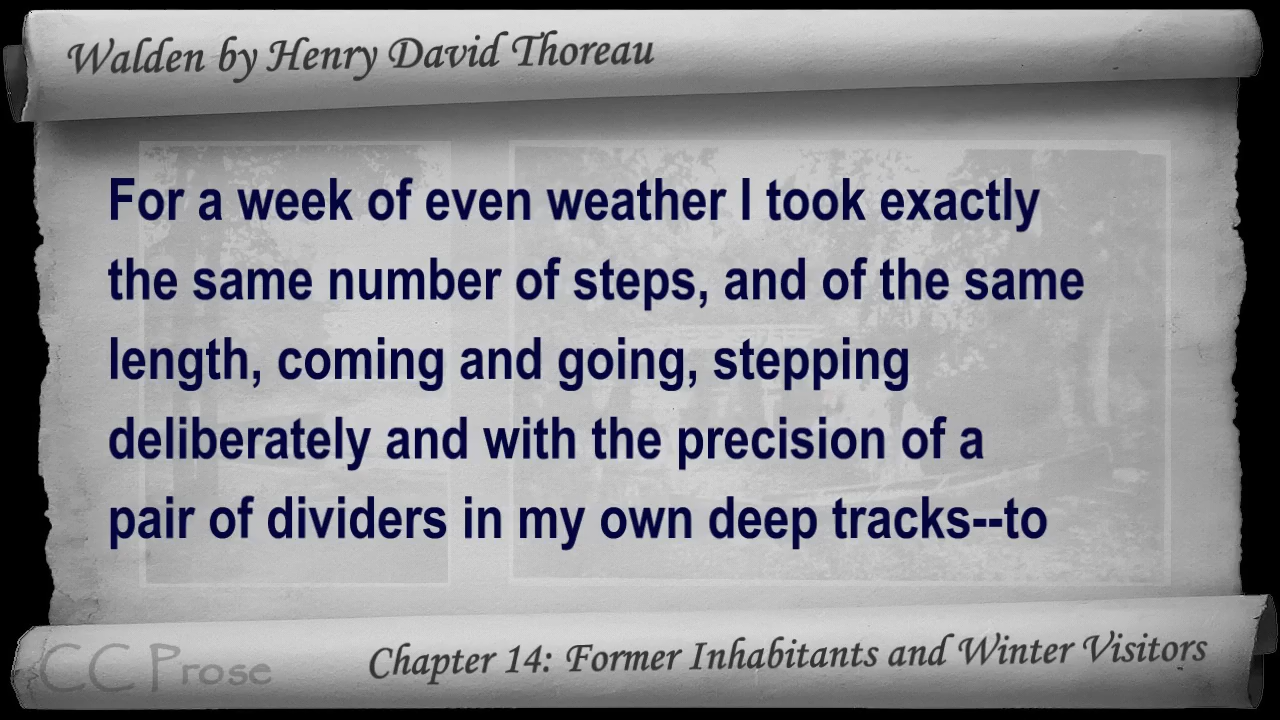 Walden by Henry David Thoreau
For a week of even weather I took exactly
the same number of steps, and of the same
length, coming and going, stepping
deliberately and with the precision of a
pair of dividers in my own deep tracks--to
CC Prose
Chapter 14: Former Inhabitants and Winter Visitors